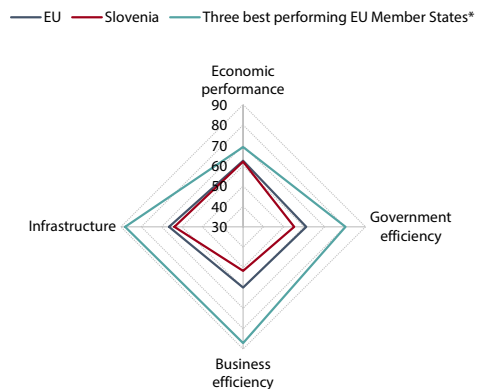 EU Slovenia Three best performing EU Member States*
Economic
performance
90
80
70
60
50
40
30
Infrastructure
Government
efficiency
Business
efficiency